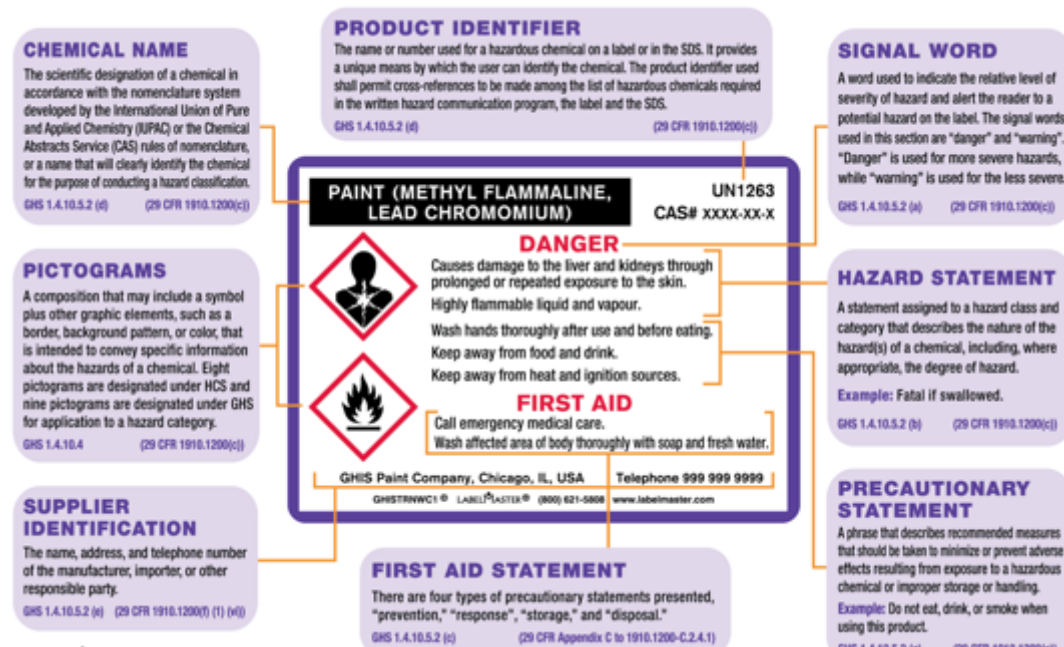 CHEMICAL NAME
The scientific designation of a chemical in
accordance with the nomenclature system
developed by the International Union of Pure
and Applied Chemistry (IUPAC) or the Chemical
Abstracts Service (CAS) rules of nomenclature,
or a name that will clearly identify the chemical
for the purpose of conducting a hazard classification.
GHS 1.4.10.5.2 (d) (29 CFR 1910.1200(c))
PRODUCT IDENTIFIER
The name or number used for a hazardous chemical on a label or in the SDS. It provides
a unique means by which the user can identify the chemical. The product identifier used
shall permit cross-references to be made among the list of hazardous chemicals required
in the written hazard communication program, the label and the SDS.
GHS 1.4.10.5.2 (d) (29 CFR 1910.1200(c))
SIGNAL WORD
A word used to indicate the relative level of
severity of hazard and alert the reader to a
potential hazard on the label. The signal words
used in this section are “danger” and “warning”.
“Danger” is used for more severe hazards,
while “warning” is used for the less severe.
GHS 1.4.10.5.2 (a) (29 CFR 1910.1200(c))
PICTOGRAMS
A composition that may include a symbol
plus other graphic elements, such as a
border, background pattern, or color, that
is intended to convey specific information
about the hazards of a chemical. Eight
pictograms are designated under HCS and
nine pictograms are designated under GHS
for application to a hazard category.
GHS 1.4.10.4 (29 CFR 1910.1200(c))
PAINT (METHYL FLAMMALINE,
LEAD CHROMOMIUM)
UN1263
CAS# xxxx-xx-x
DANGER
Causes damage to the liver and kidneys through
prolonged or repeated exposure to the skin.
Highly flammable liquid and vapour.
Wash hands thoroughly after use and before eating.
Keep away from food and drink.
Keep away from heat and ignition sources.
FIRST AID
Call emergency medical care.
Wash affected area of body thoroughly with soap and fresh water.
GHIS Paint Company, Chicago, IL, USA Telephone 999 999 9999
GHISTRNWC1 ® LABELMASTER ® (800) 621-5808 www.labelmaster.com
HAZARD STATEMENT
A statement assigned to a hazard class and
category that describes the nature of the
hazard(s) of a chemical, including, where
appropriate, the degree of hazard.
Example: Fatal if swallowed.
GHS 1.4.10.5.2 (b) (29 CFR 1910.1200(c))
SUPPLIER
IDENTIFICATION
The name, address, and telephone number
of the manufacturer, importer, or other
responsible party.
GHS 1.4.10.5.2 (e) (29 CFR 1910.1200(f) (1) (vi))
FIRST AID STATEMENT
There are four types of precautionary statements presented,
“prevention,” “response”, “storage,” and “disposal.”
GHS 1.4.10.5.2 (c) (29 CFR Appendix C to 1910.1200-C.2.4.1)
PRECAUTIONARY
STATEMENT
A phrase that describes recommended measures
that should be taken to minimize or prevent adverse
effects resulting from exposure to a hazardous
chemical or improper storage or handling.
Example: Do not eat, drink, or smoke when
using this product.